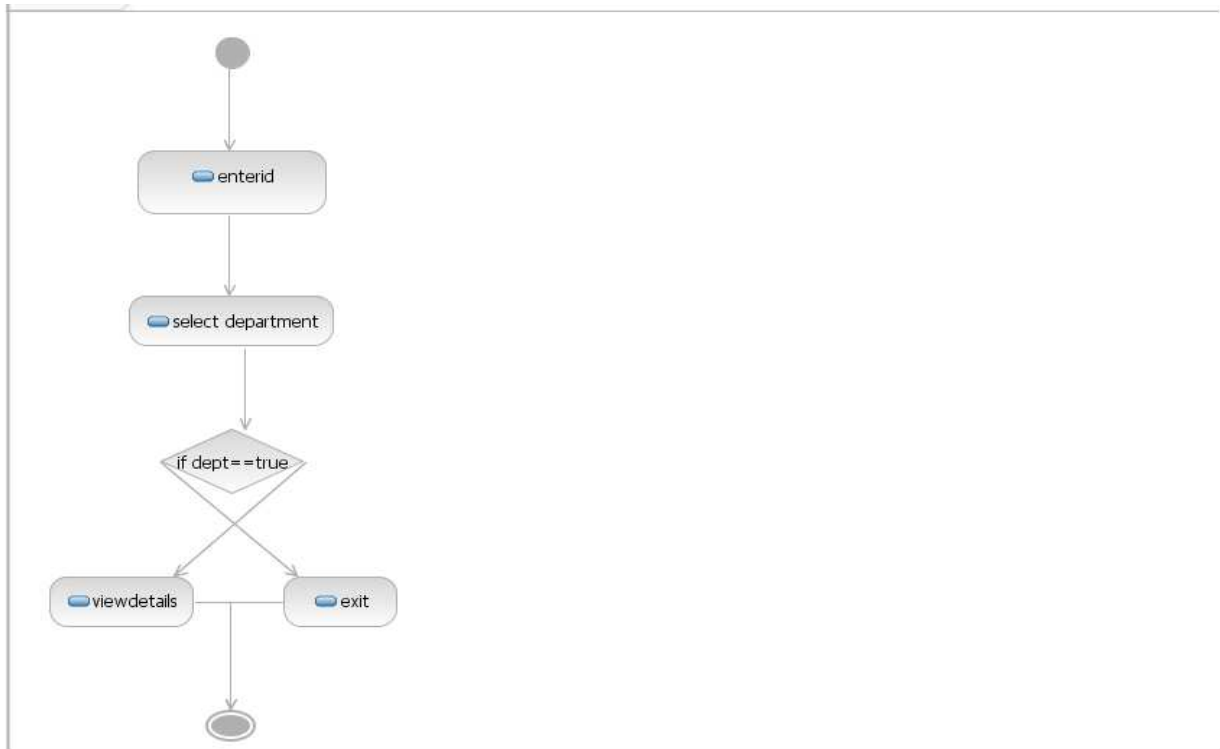 enterid
select department
if dept==true
viewdetails
exit